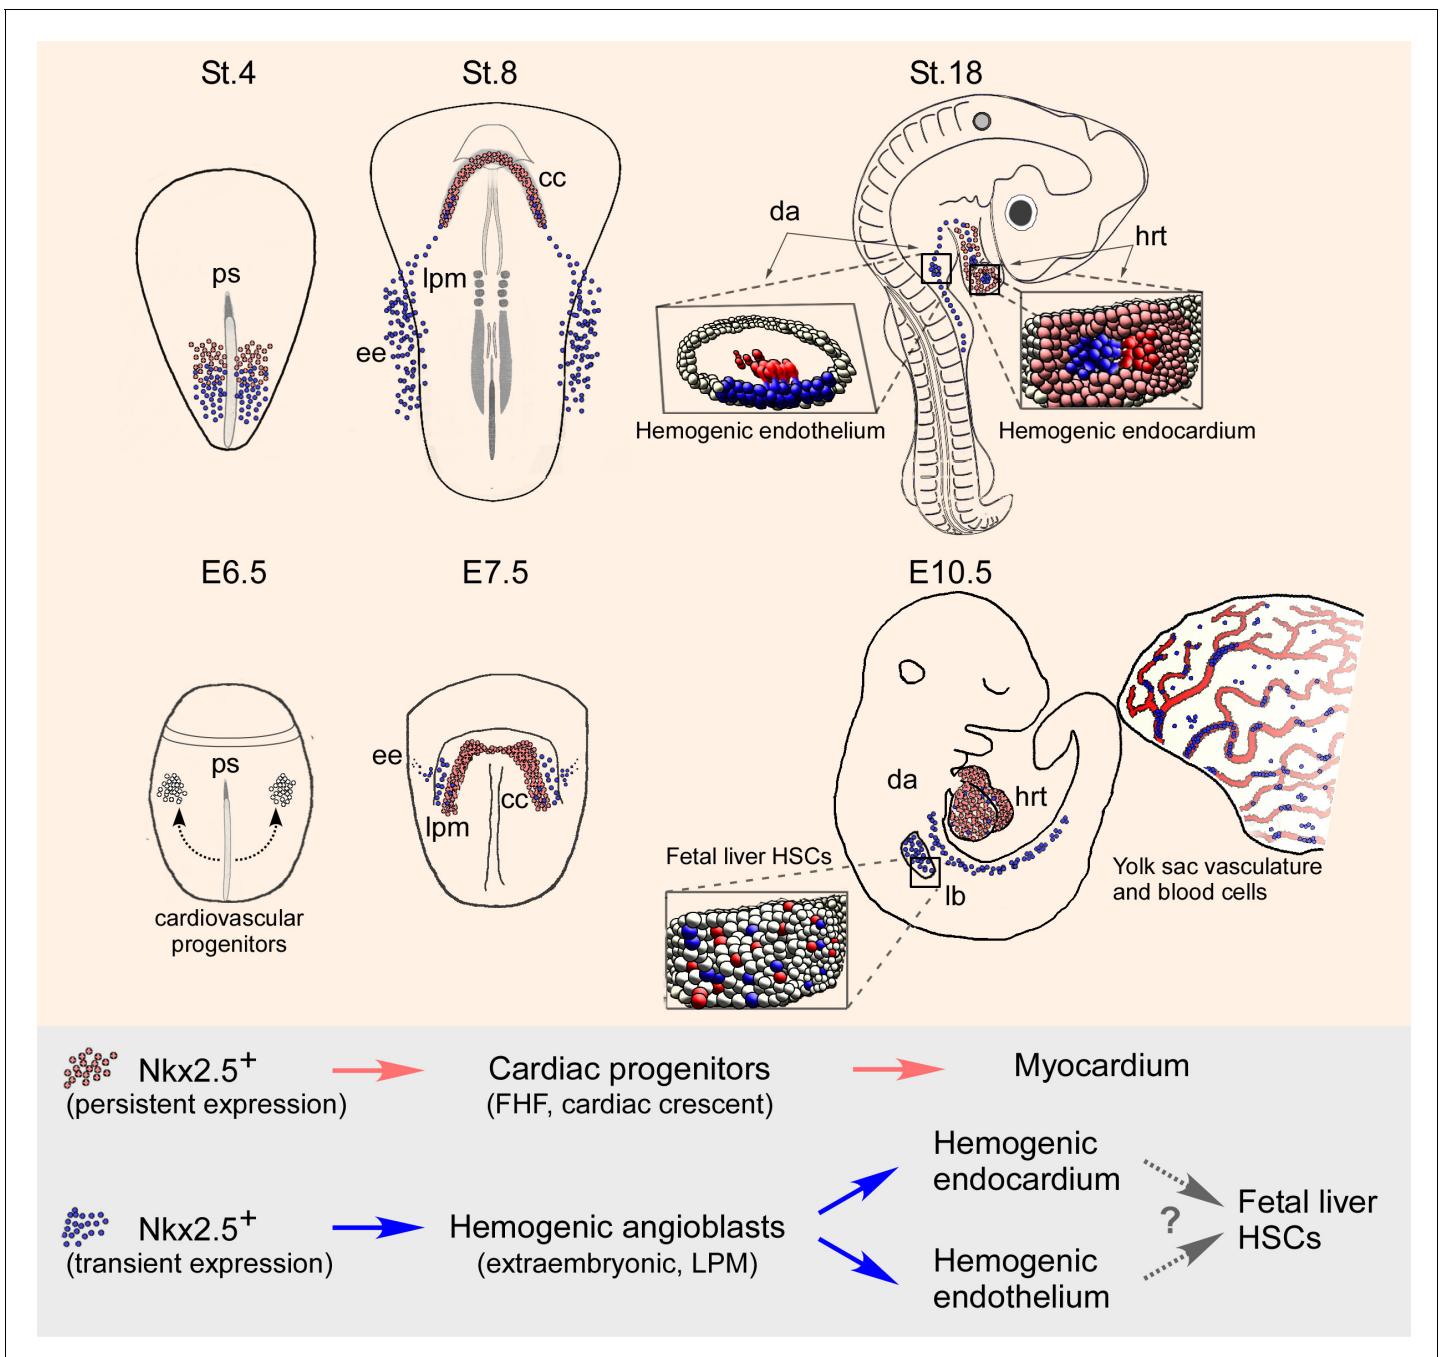 St.4
St.8
St.18
ps
cc
lpm
ee
da
hrt
Hemogenic endothelium
Hemogenic endocardium
E6.5
E7.5
E10.5
ps
cardiovascular
progenitors
ee
cc
lpm
da
hrt
Fetal liver HSCs
lb
Yolk sac vasculature
and blood cells
Nkx2.5+
(persistent expression)
Cardiac progenitors
(FHF, cardiac crescent)
Myocardium
Nkx2.5+
(transient expression)
Hemogenic angioblasts
(extraembryonic, LPM)
Hemogenic
endocardium
?
Hemogenic
endothelium
Fetal liver
HSCs